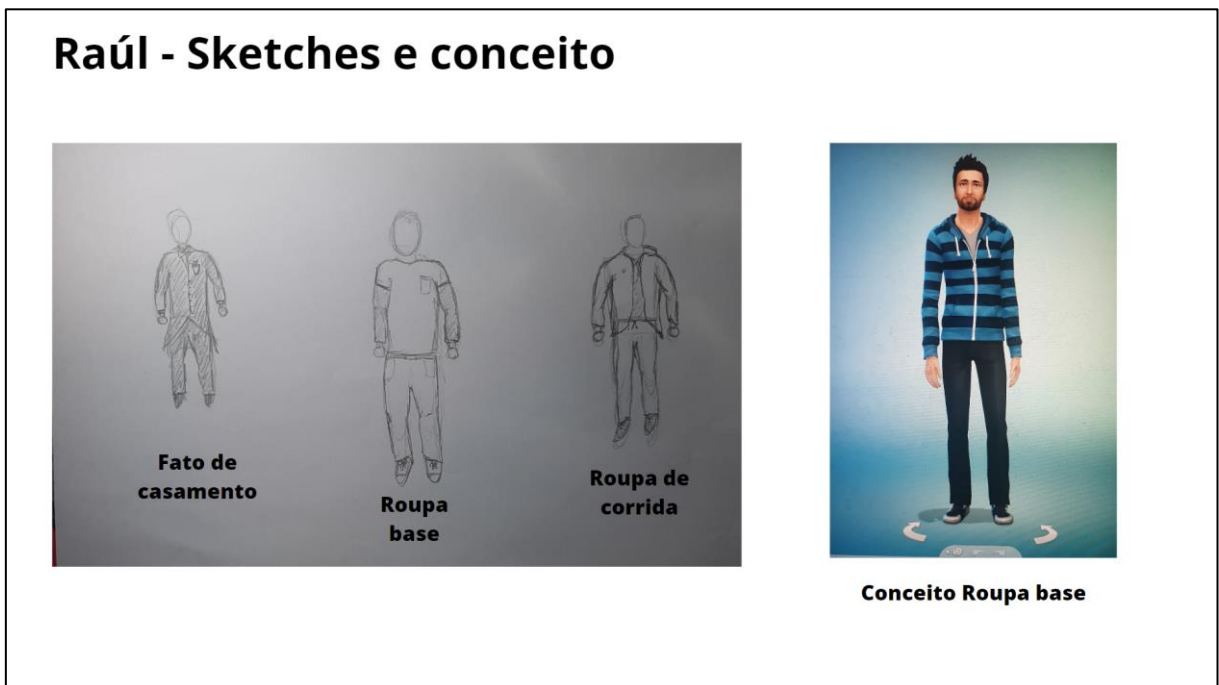 Raúl - Sketches e conceito
Fato de
casamento
Roupa
base
Roupa de
corrida
Conceito Roupa base